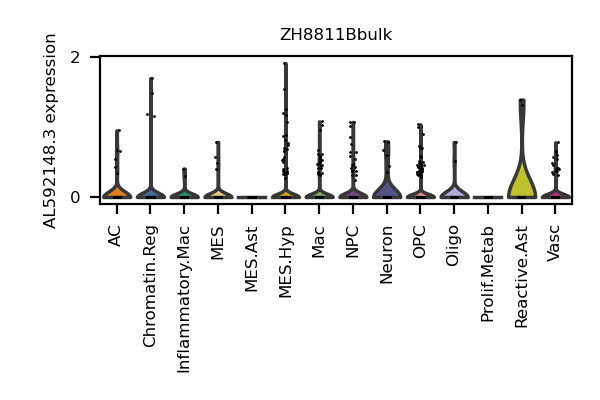 ZH8811Bbulk
AL592148.3 expression
2
0
AC
Chromatin.Reg
Inflammatory.Mac
MES
MES.Ast
MES.Hyp
Mac
NPC
Neuron
OPC
Oligo
Prolif.Metab
Reactive.Ast
Vasc